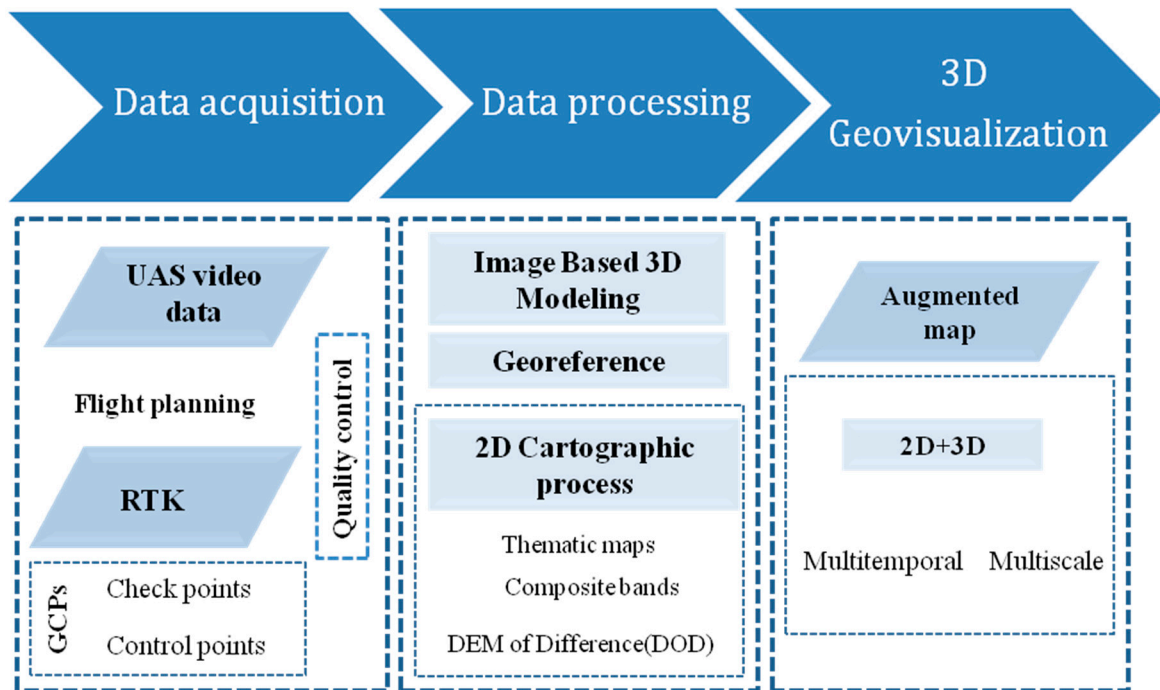 Data acquisition
Data processing
3D
Geovisualization
UAS video
data
Flight planning
RTK
Quality control
GCPs
Check points
Control points
Image Based 3D
Modeling
Georeference
2D Cartographic
process
Thematic maps
Composite bands
DEM of Difference(DOD)
Augmented
map
2D+3D
Multitemporal Multiscale